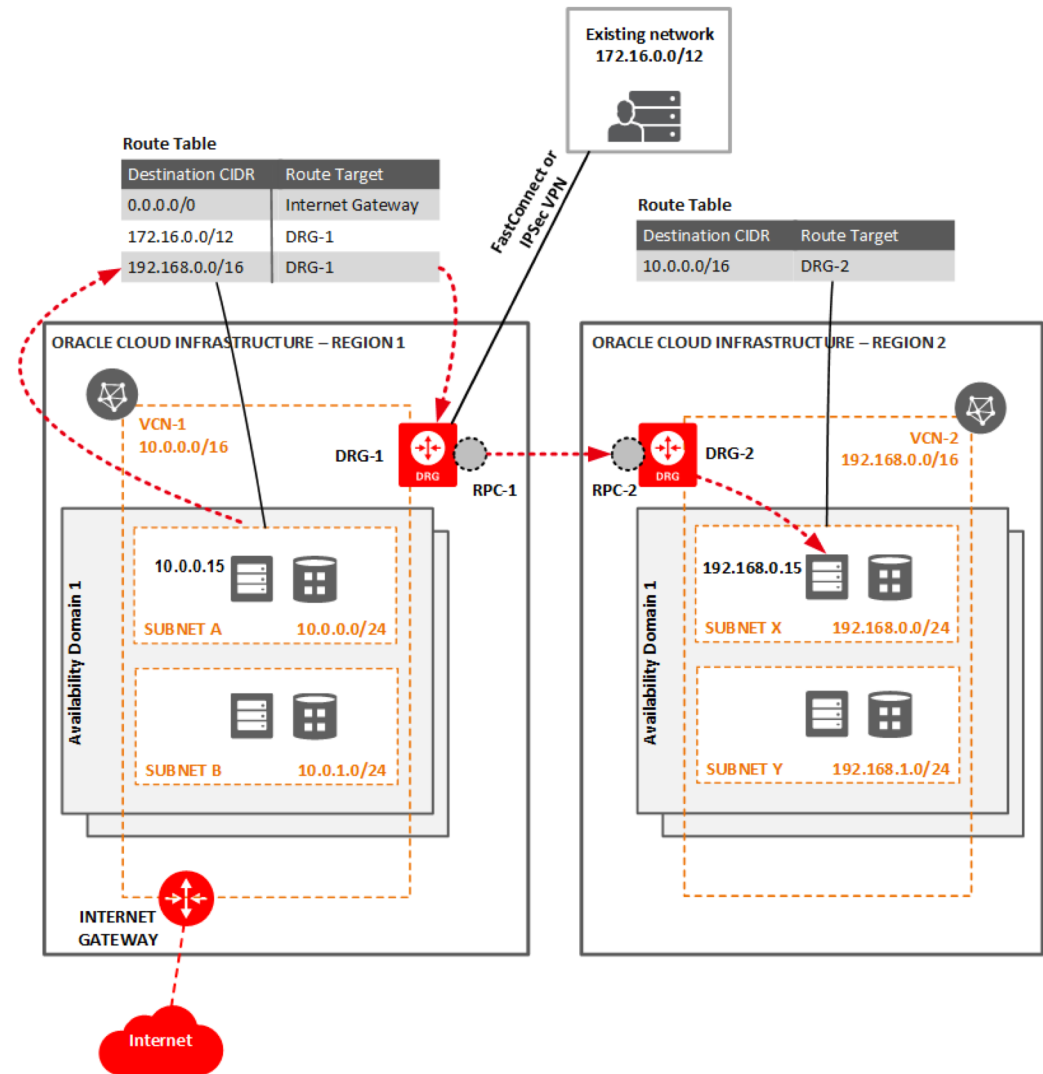 Existing network
172.16.0.0/12
FastConnect or
IPSec VPN
Route Table
Destination CIDR Route Target
0.0.0.0/0 Internet Gateway
172.16.0.0/12 DRG-1
192.168.0.0/16 DRG-1
Route Table
Destination CIDR Route Target
10.0.0.0/16 DRG-2
ORACLE CLOUD INFRASTRUCTURE – REGION 1
VCN-1
10.0.0.0/16
DRG-1
DRG
RPC-1
Availability Domain 1
10.0.0.15
SUBNET A 10.0.0.0/24
SUBNET B 10.0.1.0/24
INTERNET
GATEWAY
Internet
ORACLE CLOUD INFRASTRUCTURE – REGION 2
VCN-2
192.168.0.0/16
DRG-2
DRG
RPC-2
Availability Domain 1
192.168.0.15
SUBNET X 192.168.0.0/24
SUBNET Y 192.168.1.0/24